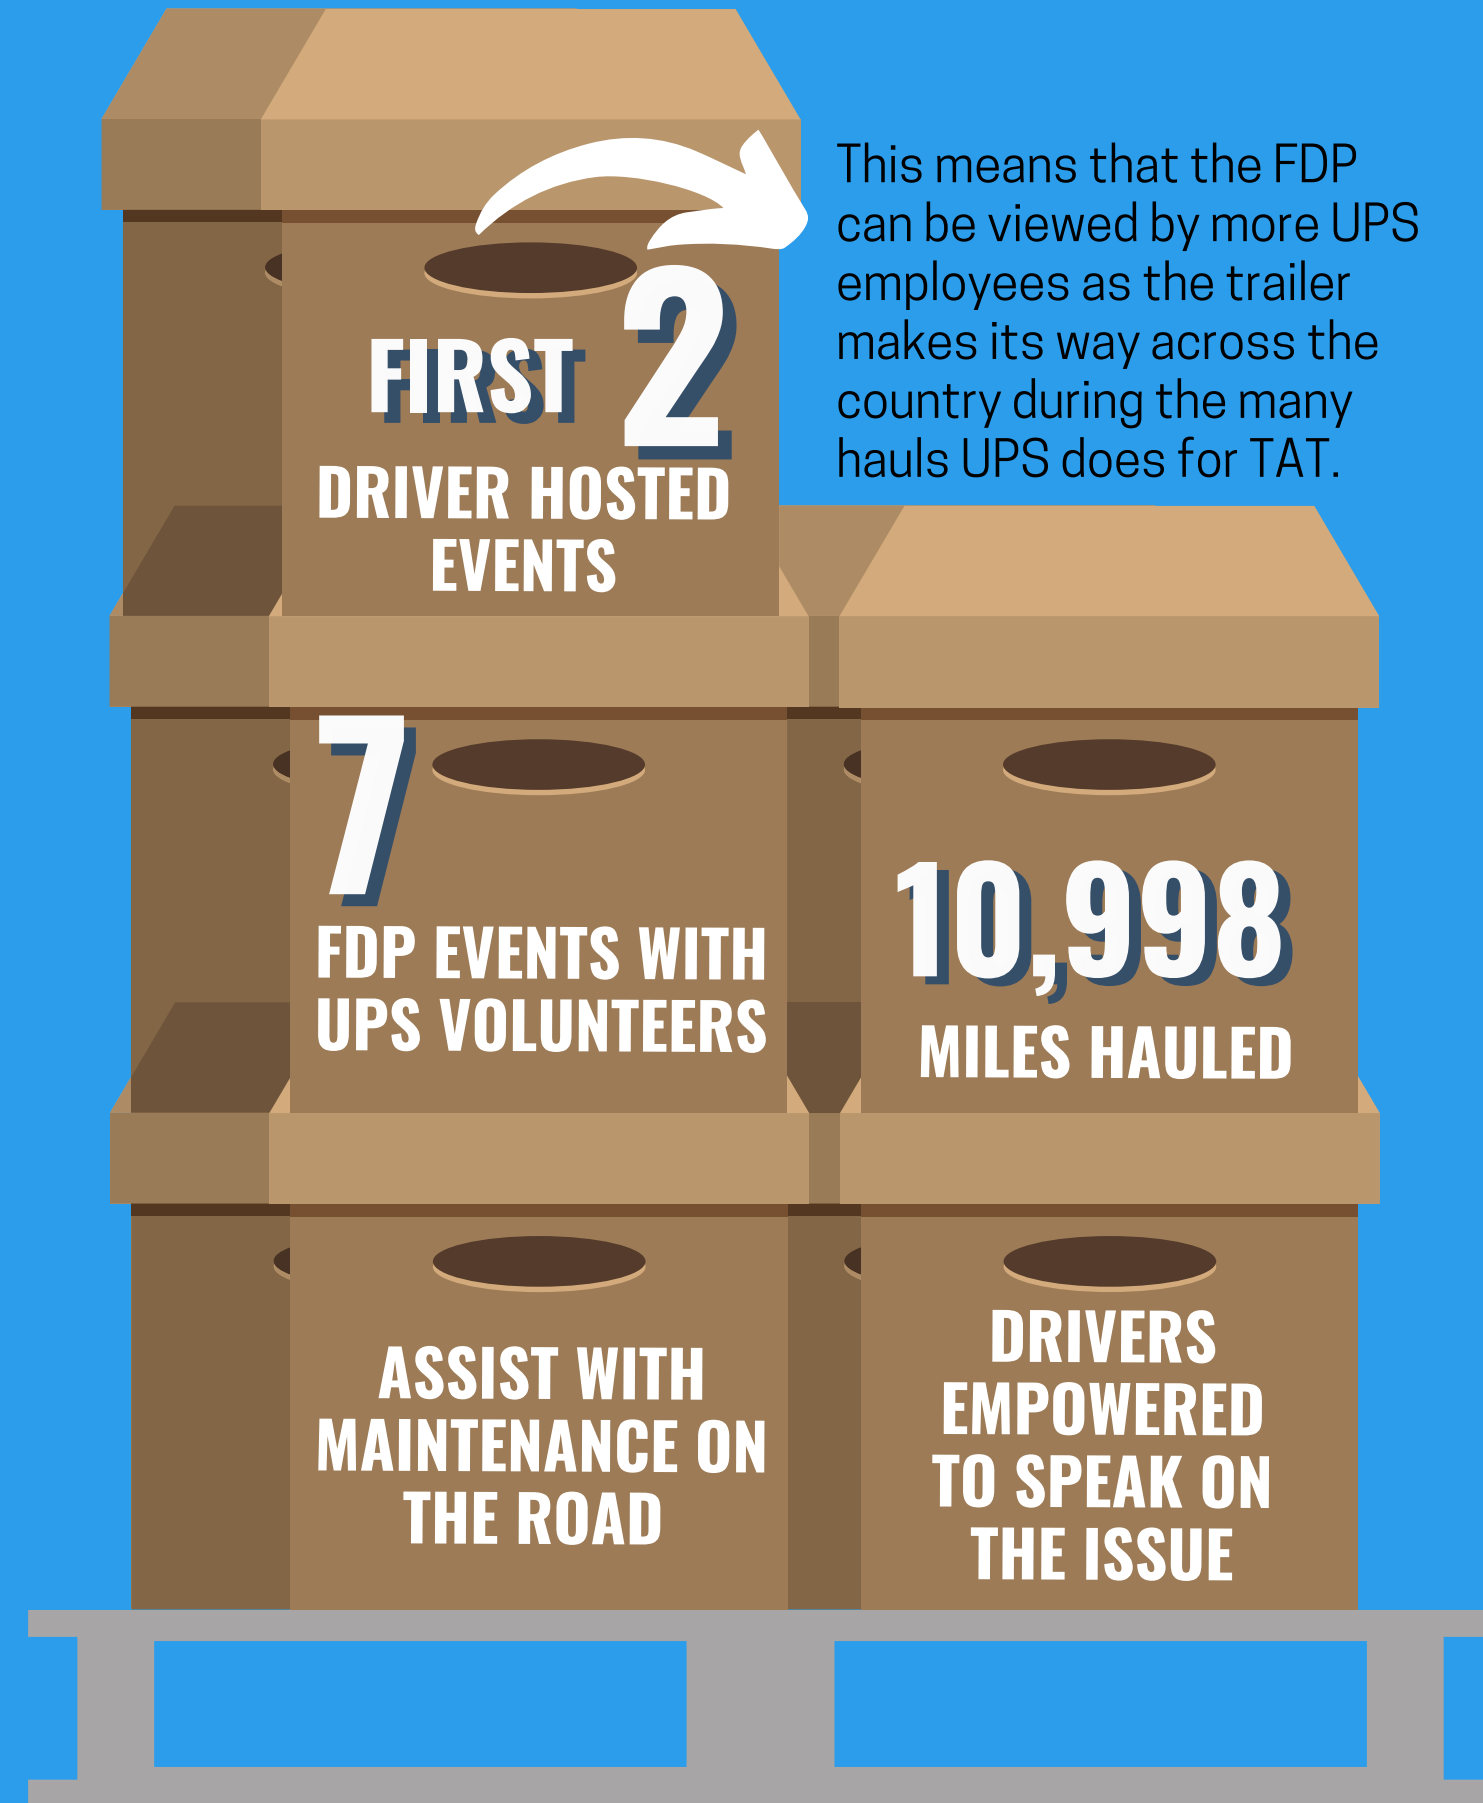 FIRST 2
DRIVER HOSTED
EVENTS
This means that the FDP
can be viewed by more UPS
employees as the trailer
makes its way across the
country during the many
hauls UPS does for TAT.
7
FDP EVENTS WITH
UPS VOLUNTEERS
10,998
MILES HAULED
ASSIST WITH
MAINTENANCE ON
THE ROAD
DRIVERS
EMPOWERED
TO SPEAK ON
THE ISSUE